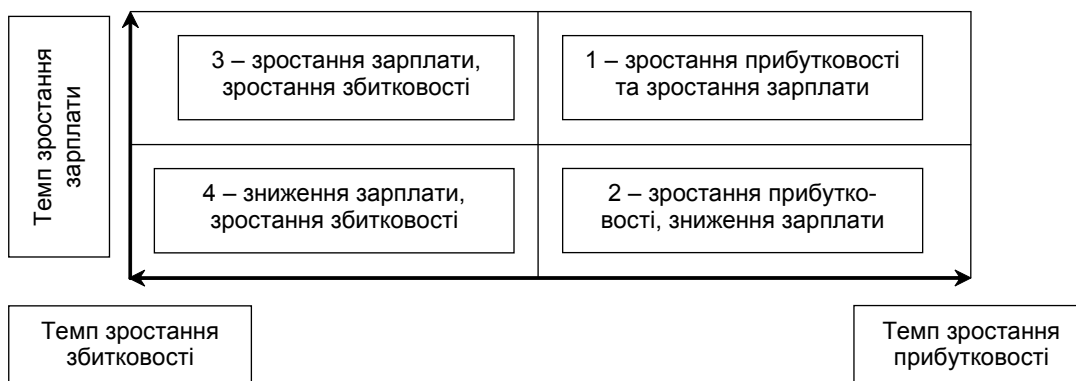 Темп зростання
зарплати
3 – зростання зарплати,
зростання збитковості
1 – зростання прибутковості
та зростання зарплати
4 – зниження зарплати,
зростання збитковості
2 – зростання прибутко-
вості, зниження зарплати
Темп зростання
збитковості
Темп зростання
прибутковості